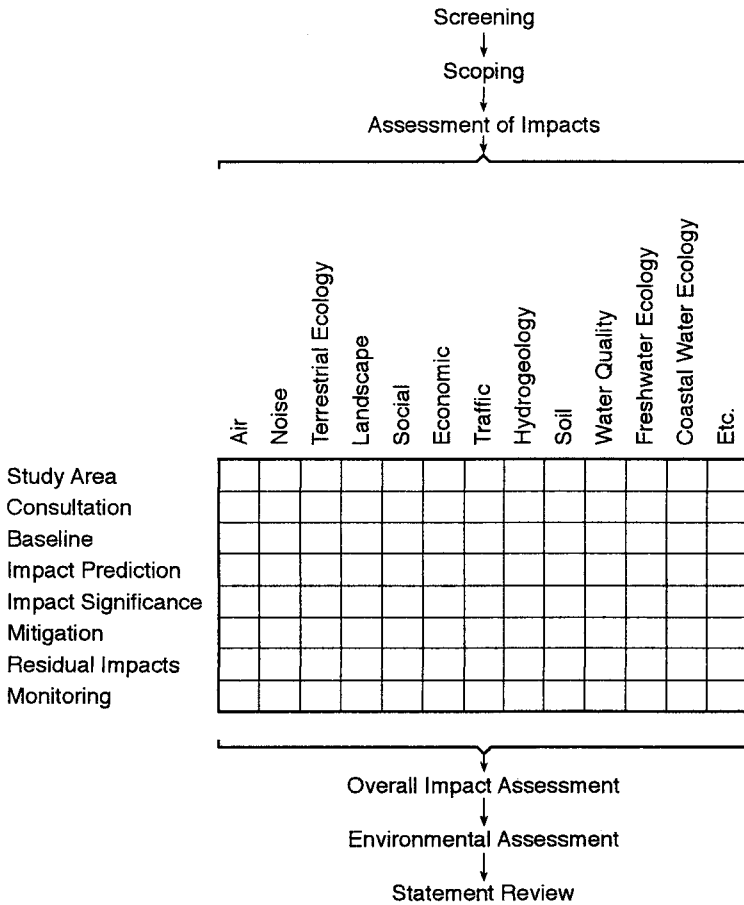 Screening
Scoping
Assessment of Impacts
Air
Noise
Terrestrial Ecology
Landscape
Social
Economic
Traffic
Hydrogeology
Soil
Water Quality
Freshwater Ecology
Coastal Water Ecology
Etc.
Study Area
Consultation
Baseline
Impact Prediction
Impact Significance
Mitigation
Residual Impacts
Monitoring
Overall Impact Assessment
Environmental Assessment
Statement Review